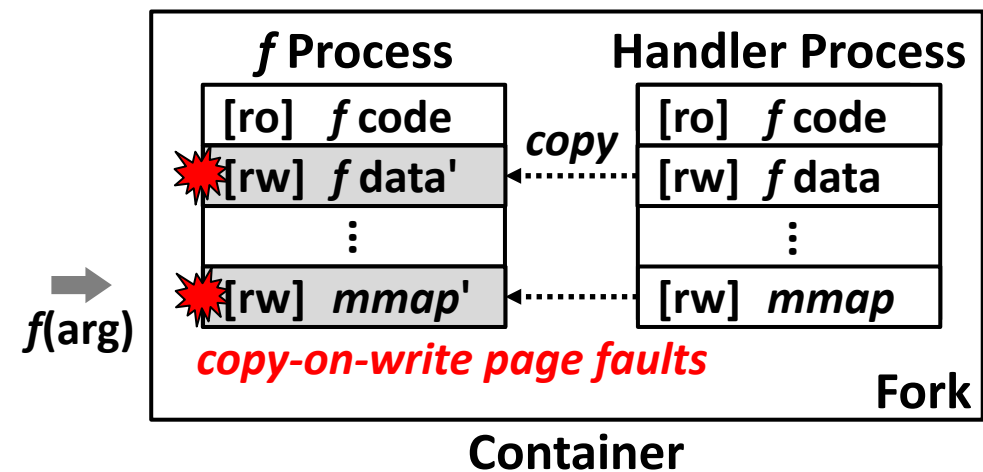 f Process
Handler Process
[ro] f code
copy
[ro] f code
[rw] f data'
[rw] f data
⋮
⋮
[rw] mmap'
[rw] mmap
f(arg)
copy-on-write page faults
Fork
Container